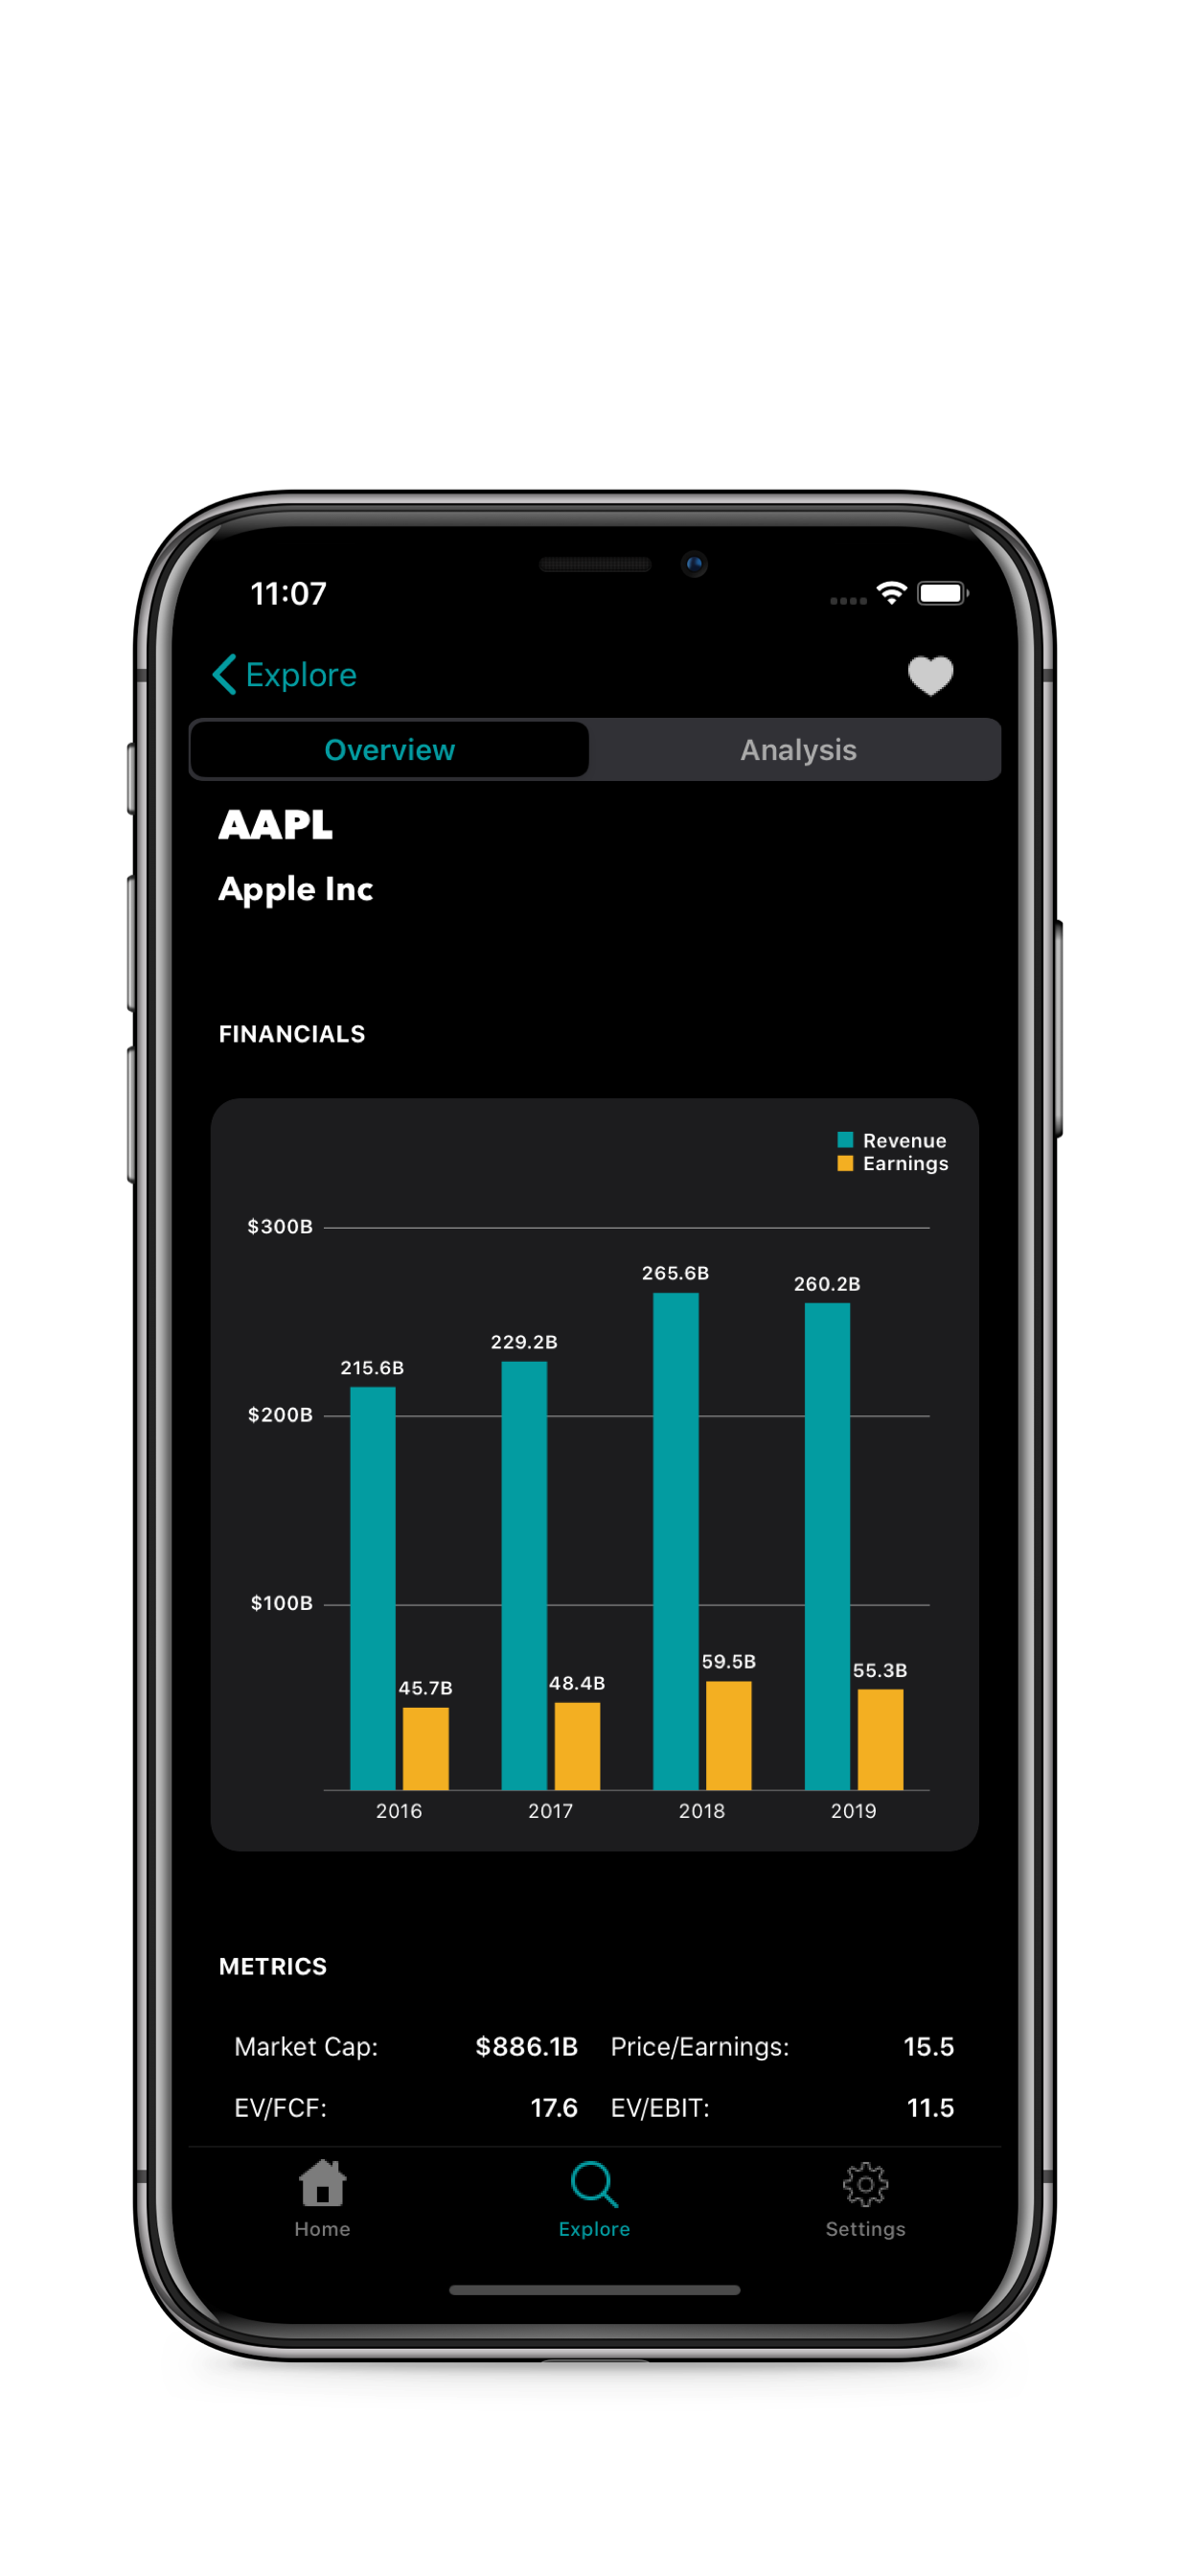 11:07
Explore
Overview Analysis
AAPL
Apple Inc
FINANCIALS
Revenue
Earnings
$300B
265.6B
260.2B
229.2B
215.6B
$200B
$100B
59.5B
55.3B
48.4B
45.7B
2016 2017 2018 2019
METRICS
Market Cap: $886.1B Price/Earnings: 15.5
EV/FCF: 17.6 EV/EBIT: 11.5
Home Explore Settings